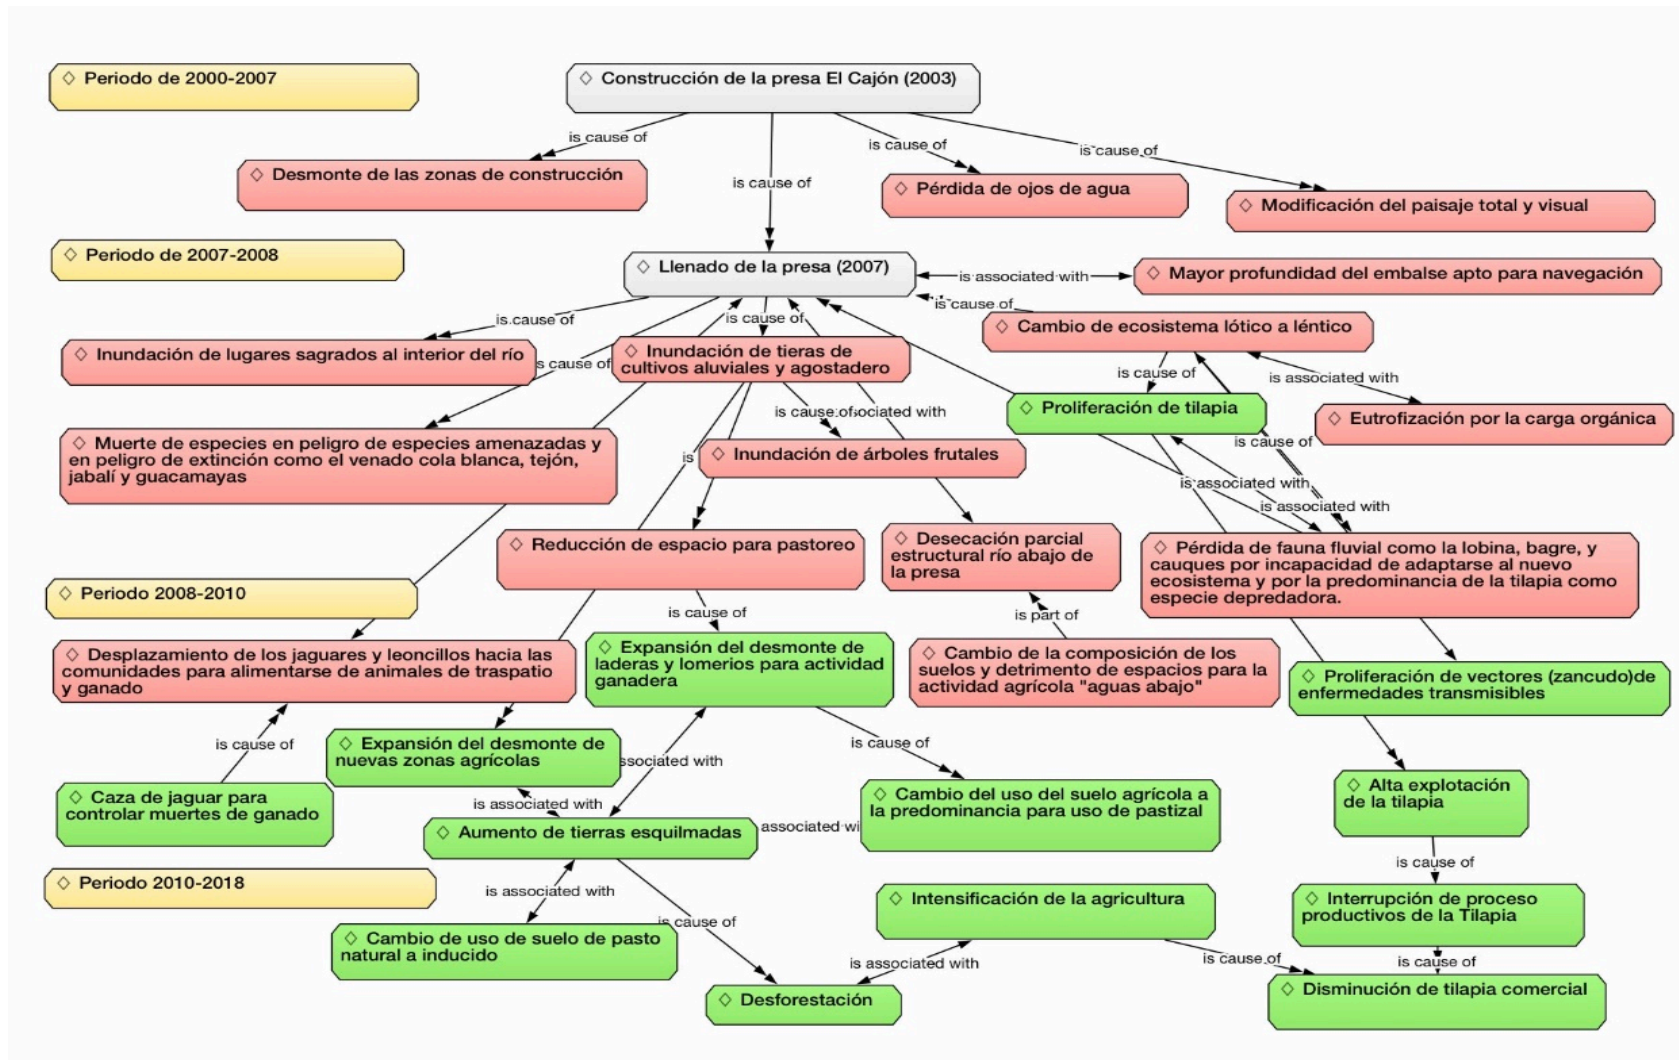 ◇ Periodo de 2000-2007
◇ Construcción de la presa El Cajón (2003)
is cause of
is cause of
is cause of
is cause of
◇ Desmonte de las zonas de construcción
◇ Pérdida de ojos de agua
◇ Modificación del paisaje total y visual
◇ Periodo de 2007-2008
◇ Llenado de la presa (2007)
is associated with
◇ Mayor profundidad del embalse apto para navegación
is cause of
is cause of
is cause of
◇ Cambio de ecosistema lótico a léntico
◇ Inundación de lugares sagrados al interior del río
s cause of
◇ Inundación de tieras de
cultivos aluviales y agostadero
is cause of
is associated with
◇ Proliferación de tilapia
◇ Eutrofización por la carga orgánica
is cause of
sociated with
is cause of
◇ Muerte de especies en peligro de especies amenazadas y
en peligro de extinción como el venado cola blanca, tejón,
jabalí y guacamayas
is
◇ Inundación de árboles frutales
is associated with
is associated with
◇ Reducción de espacio para pastoreo
◇ Desecación parcial
estructural río abajo de
la presa
◇ Pérdida de fauna fluvial como la lobina, bagre, y
cauques por incapacidad de adaptarse al nuevo
ecosistema y por la predominancia de la tilapia como
especie depredadora.
◇ Periodo 2008-2010
is cause of
is part of
◇ Desplazamiento de los jaguares y leoncillos hacia las
comunidades para alimentarse de animales de traspatio
y ganado
◇ Expansión del desmonte de
laderas y lomerios para actividad
ganadera
◇ Cambio de la composición de los
suelos y detrimento de espacios para la
actividad agrícola "aguas abajo"
◇ Proliferación de vectores (zancudo)de
enfermedades transmisibles
is cause of
◇ Expansión del desmonte de
nuevas zonas agrícolas
ssociated with
is cause of
◇ Caza de jaguar para
controlar muertes de ganado
is associated with
◇ Cambio del uso del suelo agrícola a
la predominancia para uso de pastizal
◇ Alta explotación
de la tilapia
◇ Aumento de tierras esquilmadas
associated wi
is cause of
◇ Periodo 2010-2018
is associated with
is cause of
◇ Intensificación de la agricultura
◇ Interrupción de proceso
productivos de la Tilapia
◇ Cambio de uso de suelo de pasto
natural a inducido
is associated with
is cause of
is cause of
◇ Desforestación
◇ Disminución de tilapia comercial